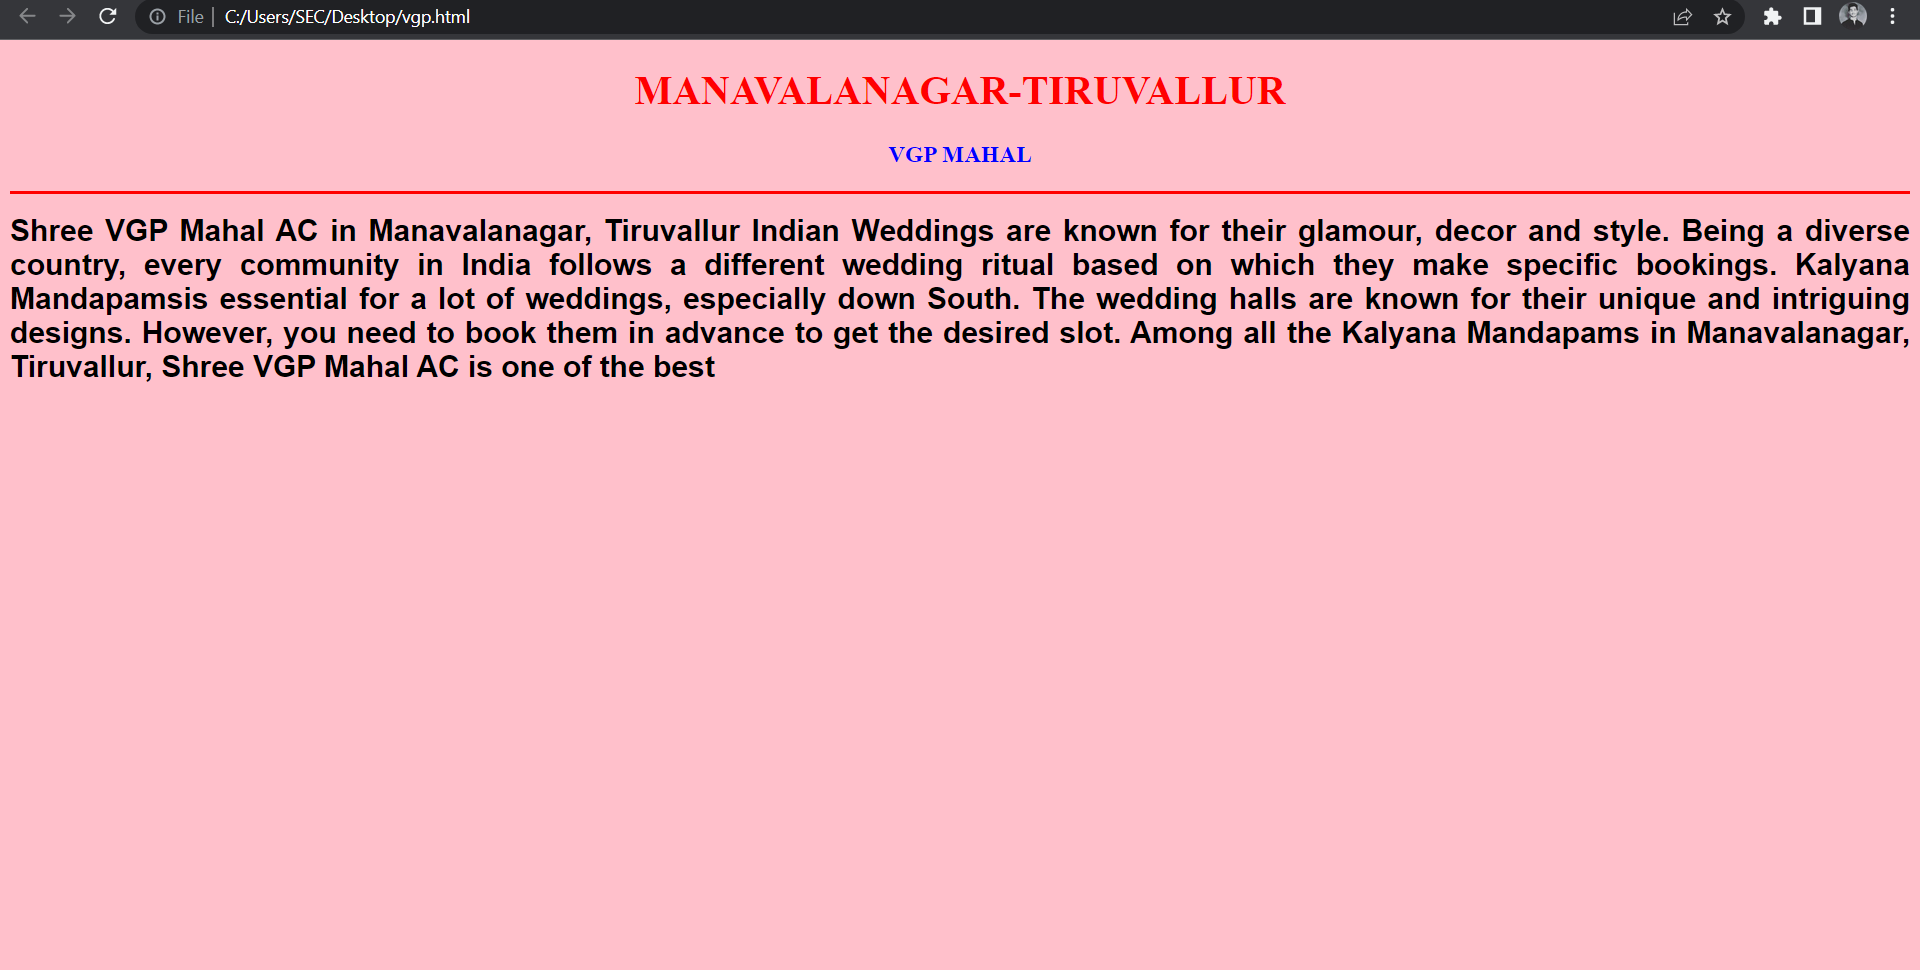 File
C:/Users/SEC/Desktop/vgp.html
MANAVALANAGAR-TIRUVALLUR
VGP MAHAL
Shree VGP Mahal AC in Manavalanagar, Tiruvallur Indian Weddings are known for their glamour, decor and style. Being a diverse
country, every community in India follows a different wedding ritual based on which they make specific bookings. Kalyana
Mandapamsis essential for a lot of weddings, especially down South. The wedding halls are known for their unique and intriguing
designs. However, you need to book them in advance to get the desired slot. Among all the Kalyana Mandapams in Manavalanagar,
Tiruvallur, Shree VGP Mahal AC is one of the best